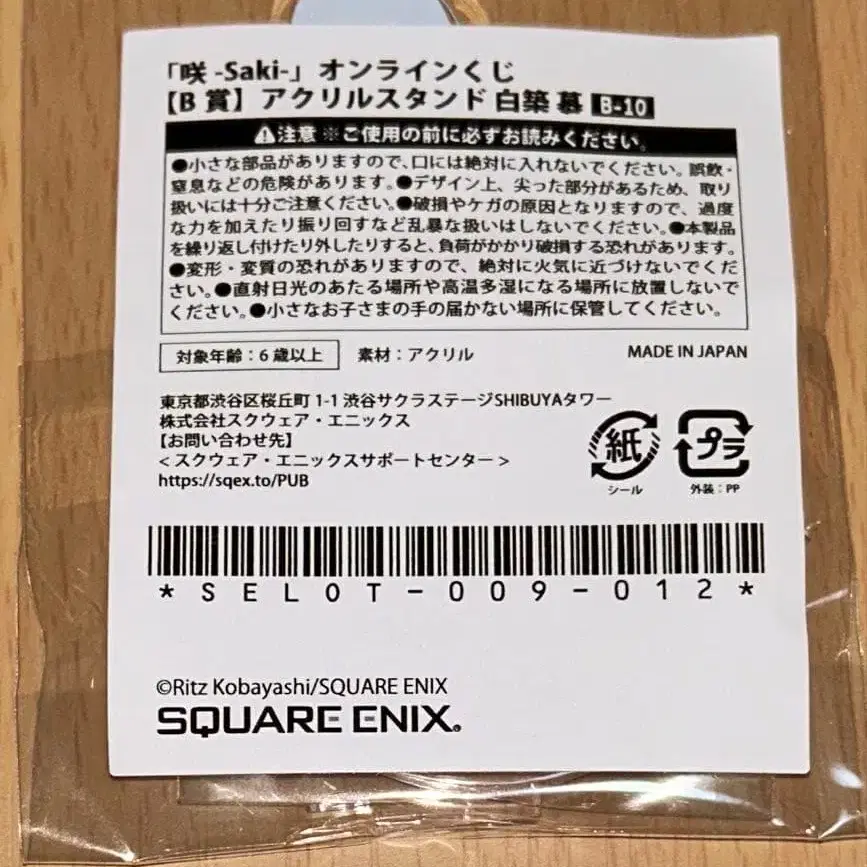 「咲 -Saki-」オンラインくじ
【B 賞】アクリルスタンド 白築 慕 B-10
⚠注意 ※ご使用の前に必ずお読みください。
●小さな部品がありますので、口には絶対に入れないでください。誤飲・
窒息などの危険があります。●デザイン上、尖った部分があるため、取り
扱いには十分ご注意ください。●破損やケガの原因となりますので、過度
な力を加えたり振り回すなど乱暴な扱いはしないでください。●本製品
を繰り返し付けたり外したりすると、負荷がかかり破損する恐れがあります。
●変形・変質の恐れがありますので、絶対に火気に近づけないでくだ
さい。●直射日光のあたる場所や高温多湿になる場所に放置しないで
ください。●小さなお子さまの手の届かない場所に保管してください。
対象年齢：6 歳以上 素材：アクリル MADE IN JAPAN
東京都渋谷区桜丘町 1-1 渋谷サクラステージSHIBUYAタワー
株式会社スクウェア・エニックス
【お問い合わせ先】
＜スクウェア・エニックスサポートセンター＞
https://sqex.to/PUB
紙 プラ
シール 外装：PP
*SELOT-009-012*
©Ritz Kobayashi/SQUARE ENIX
SQUARE ENIX®